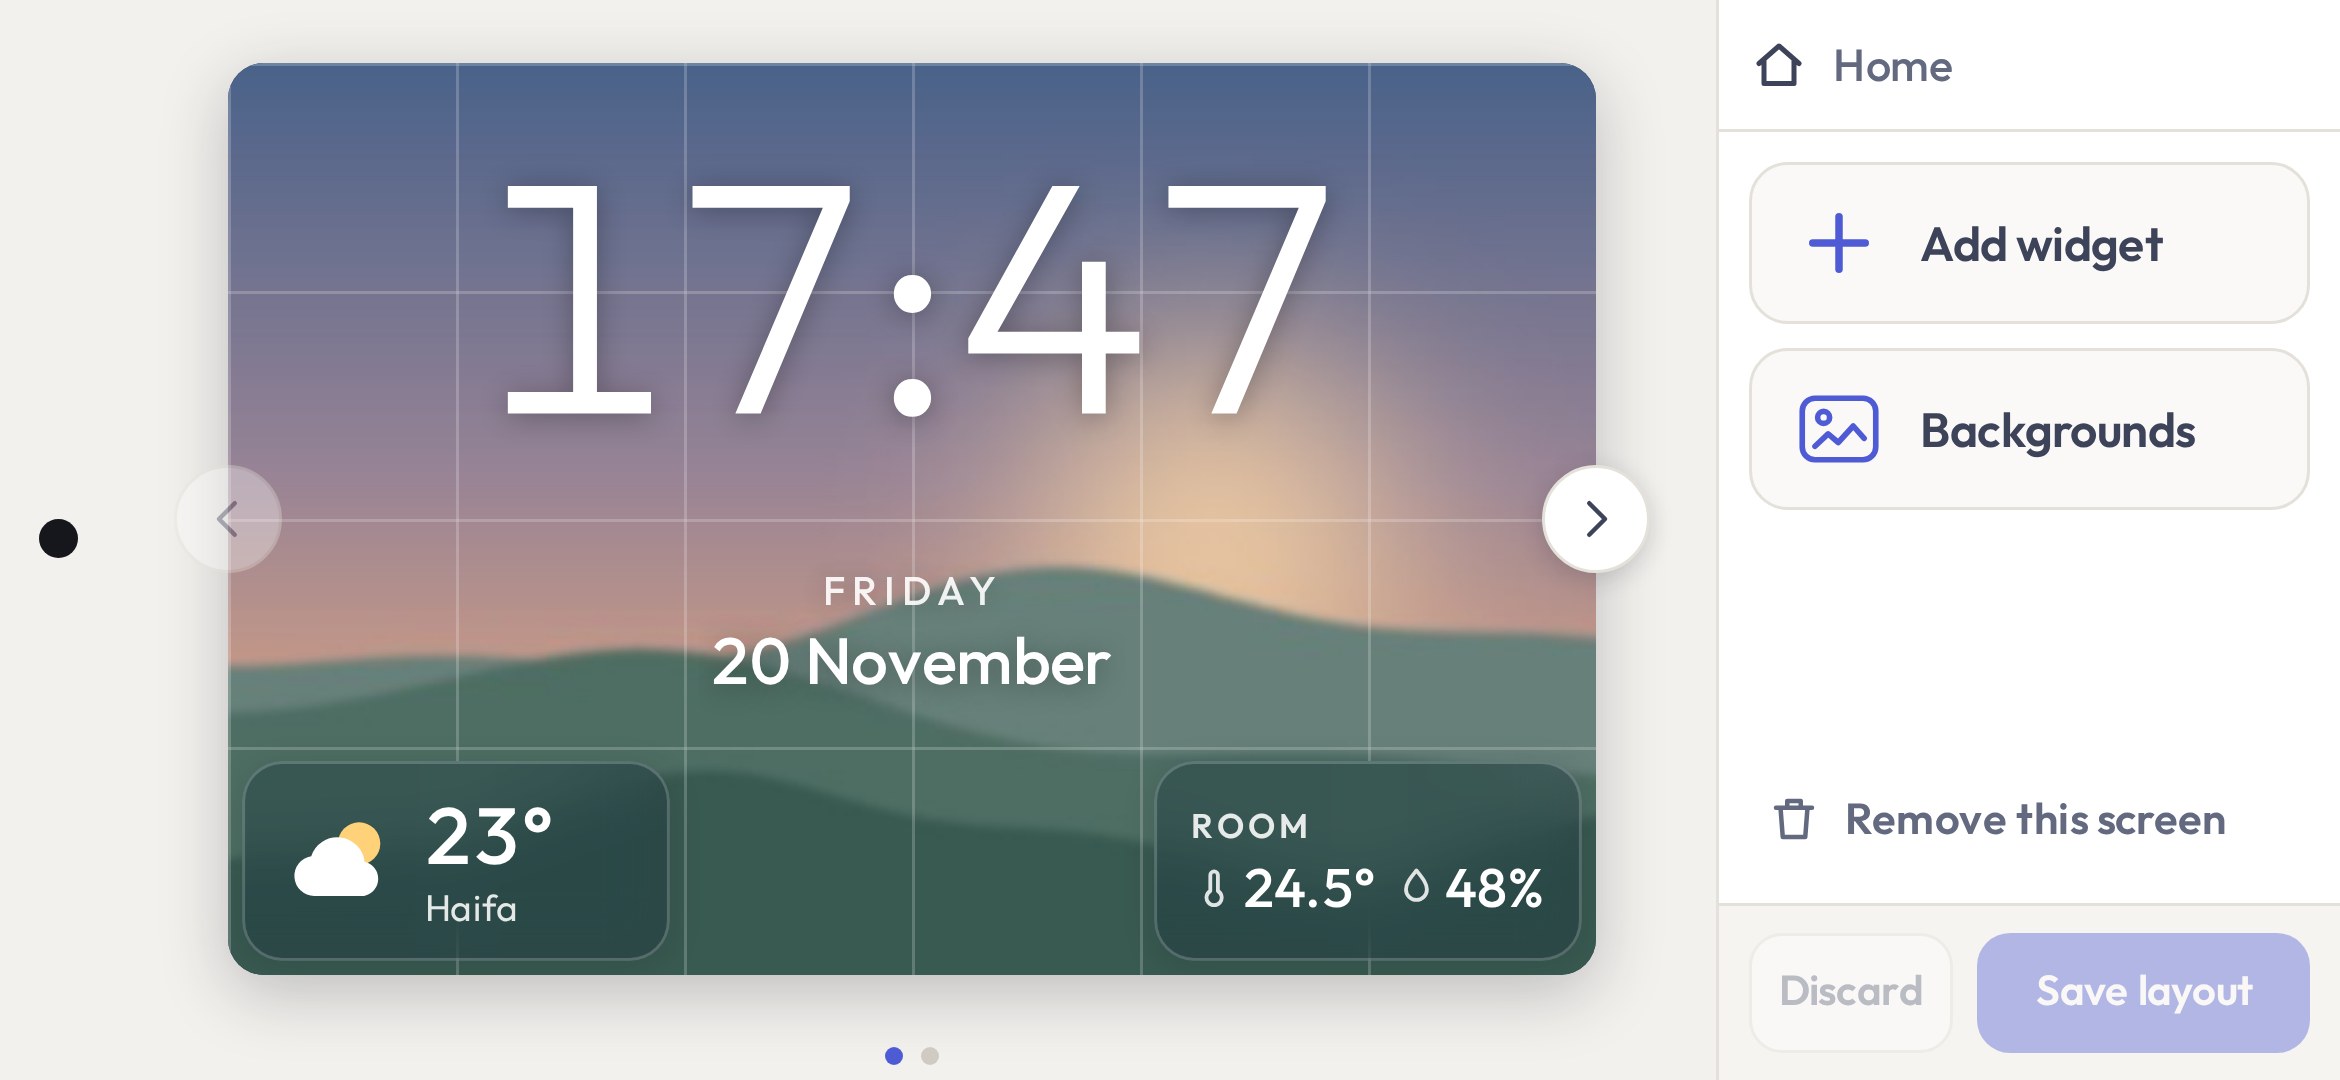 17:47
FRIDAY
20 November
23°
Haifa
ROOM
24.5° 48%
Home
Add widget
Backgrounds
Remove this screen
Discard
Save layout